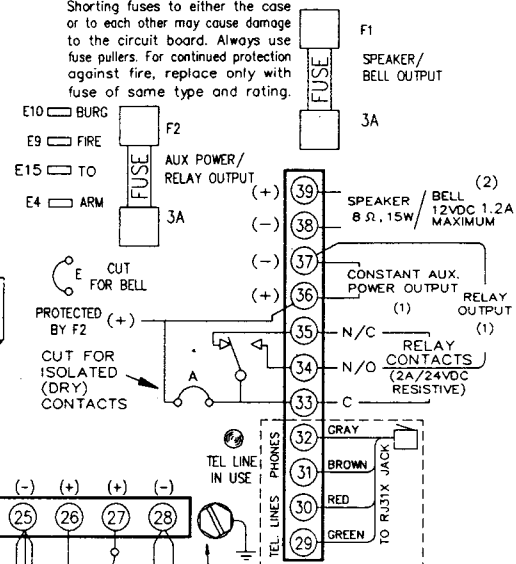 Shorting fuses to either the case
or to each other may cause damage
to the circuit board. Always use
fuse pullers. For continued protection
against fire, replace only with
fuse of same type and rating.
F1
FUSE
SPEAKER/
BELL OUTPUT
3A
E10 BURG
E9 FIRE
E15 TO
E4 ARM
F2
FUSE
AUX POWER/
RELAY OUTPUT
3A
(+) 39
(-) 38
(-) 37
(+) 36
35
34
33
32
31
30
29
SPEAKER
8 Ω, 15W
BELL (2)
12VDC 1.2A
MAXIMUM
CONSTANT AUX.
POWER OUTPUT
(1)
RELAY
OUTPUT
(1)
N/C
RELAY
CONTACTS
N/O
(2A/24VDC
RESISTIVE)
C
E CUT
FOR BELL
PROTECTED
BY F2 (+)
CUT FOR
ISOLATED
(DRY)
CONTACTS
A
TEL LINE
IN USE
PHONES
TEL. LINES
GRAY
BROWN
RED
GREEN
TO RJ31X JACK
(-) (+) (+) (-)
25 26 27 28